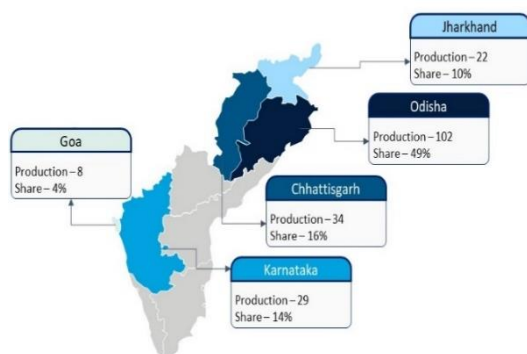 Jharkhand
Production – 22
Share – 10%
Odisha
Production – 102
Share – 49%
Goa
Production – 8
Share – 4%
Chhattisgarh
Production – 34
Share – 16%
Karnataka
Production – 29
Share – 14%